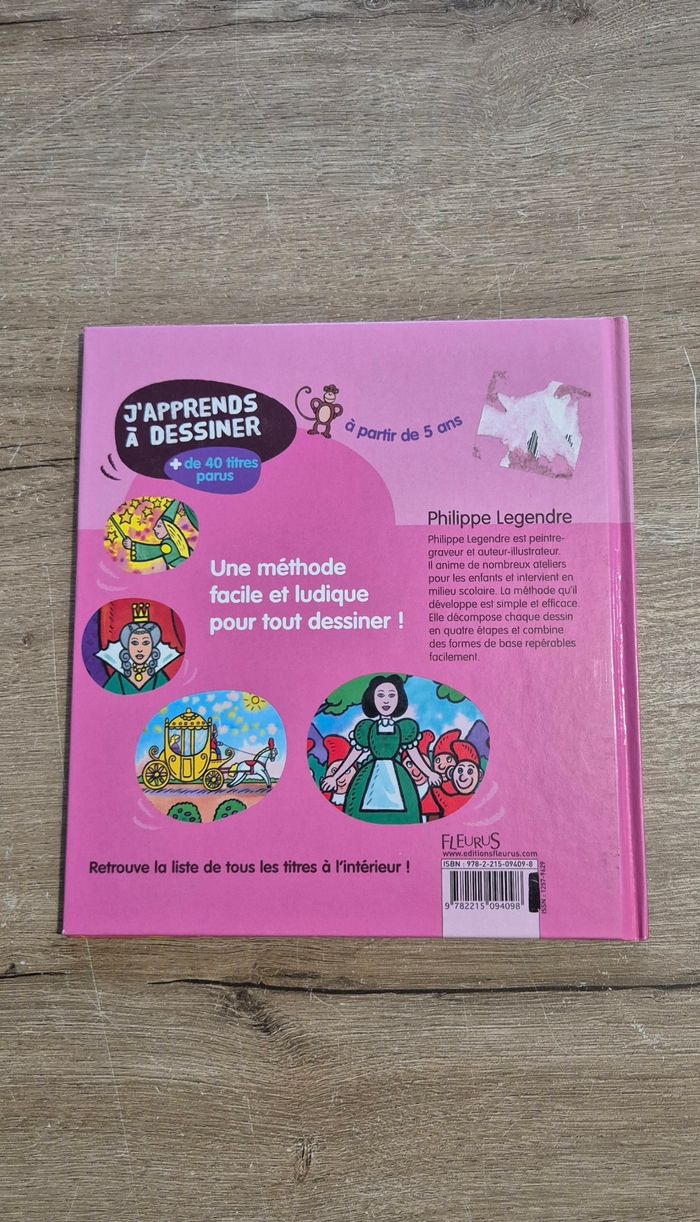 J'APPRENDS
À DESSINER
+ de 40 titres
parus
à partir de 5 ans
Une méthode
facile et ludique
pour tout dessiner !
Philippe Legendre
Philippe Legendre est peintre-
graveur et auteur-illustrateur.
Il anime de nombreux ateliers
pour les enfants et intervient en
milieu scolaire. La méthode qu'il
développe est simple et efficace.
Elle décompose chaque dessin
en quatre étapes et combine
des formes de base repérables
facilement.
Retrouve la liste de tous les titres à l'intérieur !
FLEURUS
www.editionsfleurus.com
ISBN : 978-2-215-09409-8
9 782215 094098
ISSN : 1257-9629